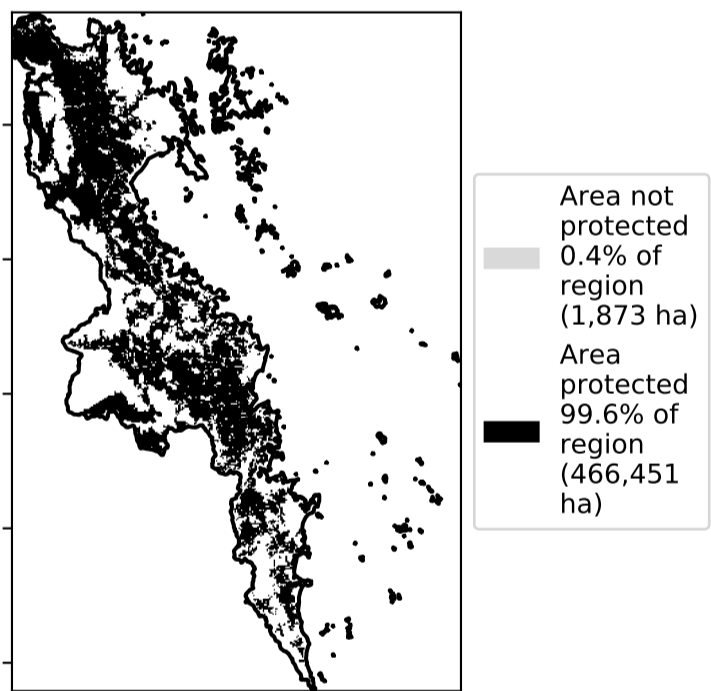 Area not
protected
0.4% of
region
(1,873 ha)
Area
protected
99.6% of
region
(466,451
ha)